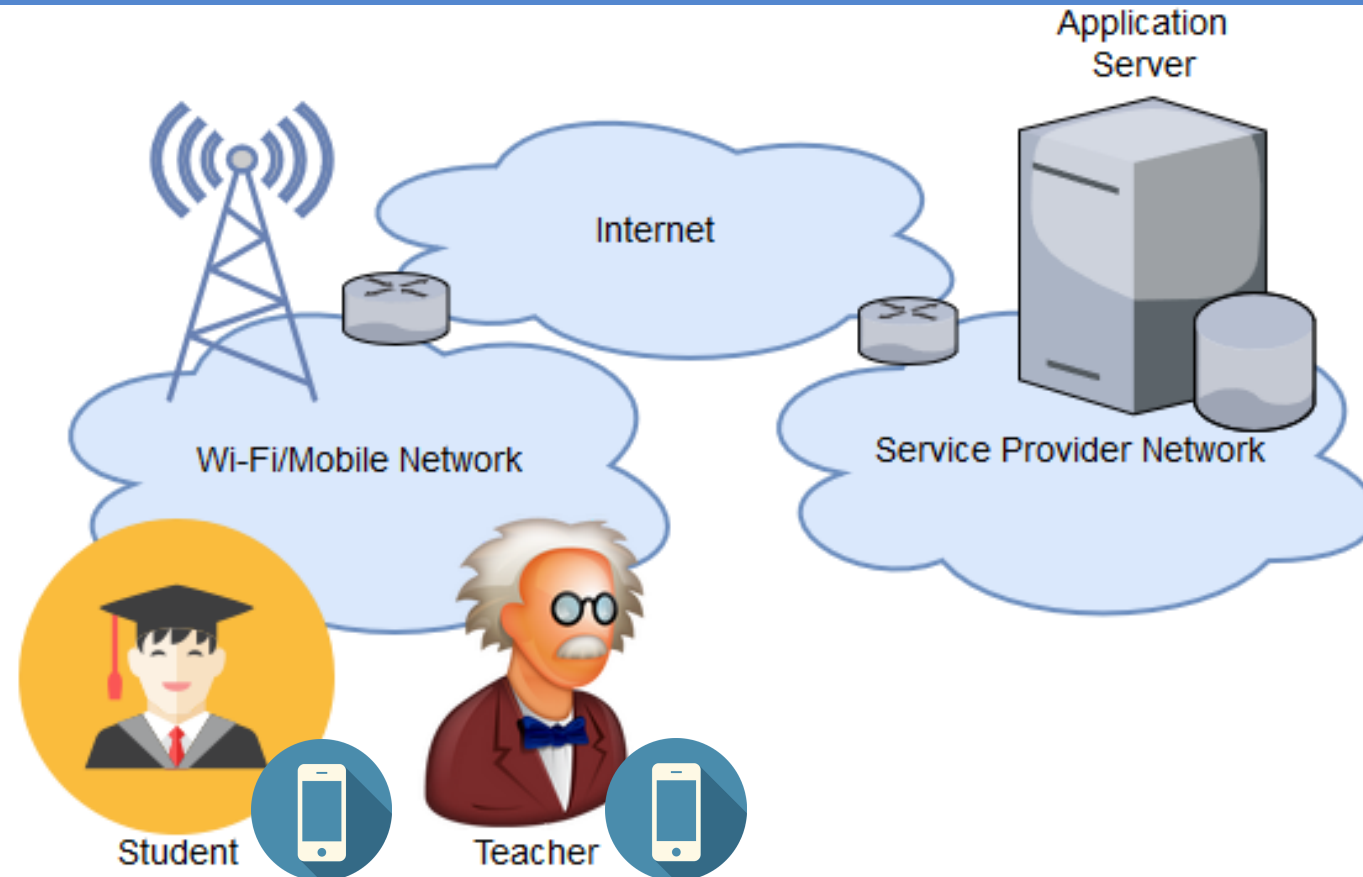 Application
Server
Internet
Wi-Fi/Mobile Network
Service Provider Network
Student
Teacher